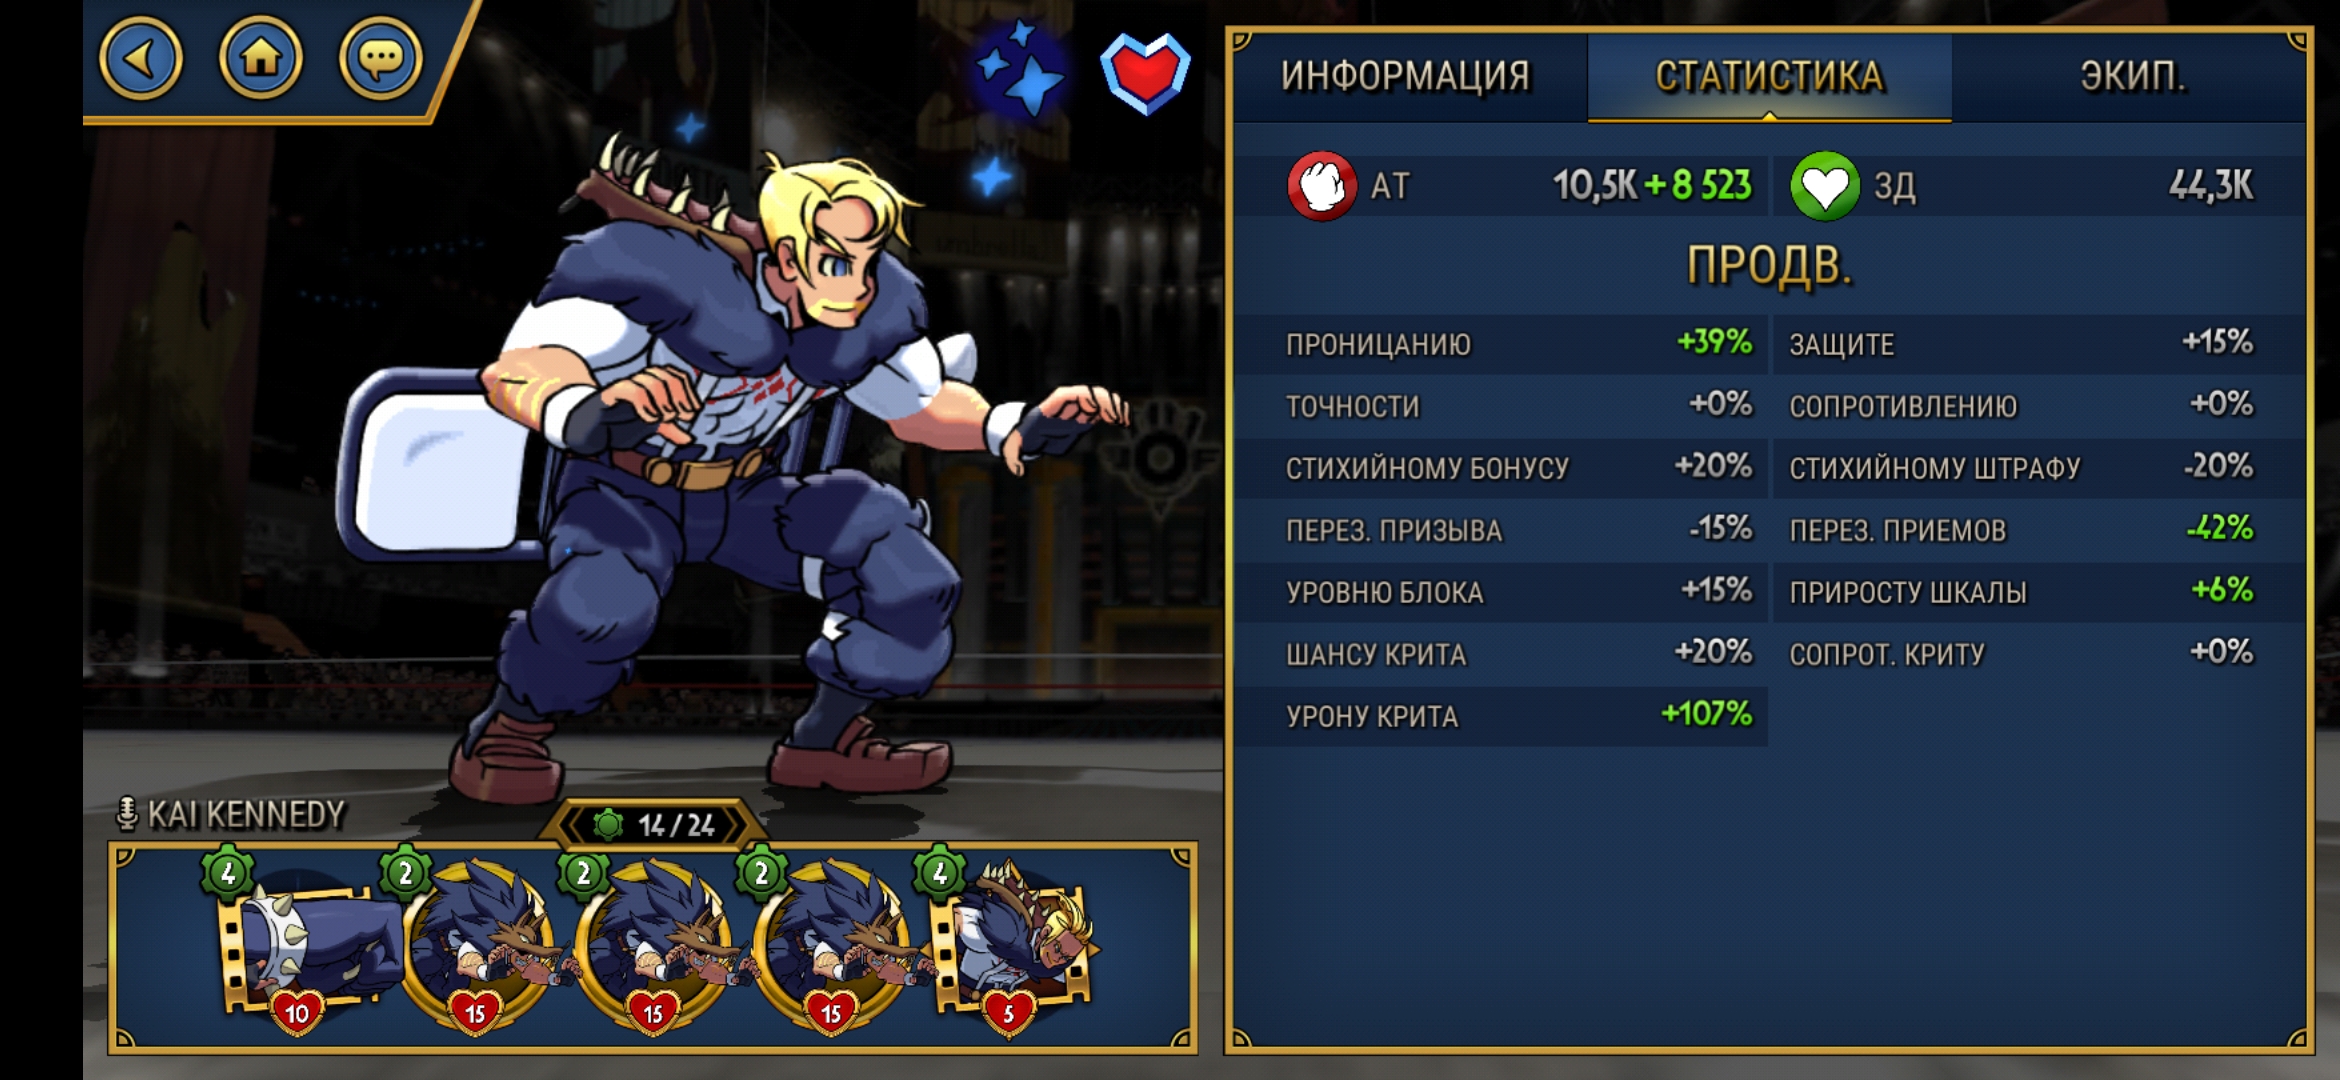 ИНФОРМАЦИЯ
СТАТИСТИКА
ЭКИП.
АТ 10,5K + 8 523
ЗД 44,3K
ПРОДВ.
ПРОНИЦАНИЮ +39%
ЗАЩИТЕ +15%
ТОЧНОСТИ +0%
СОПРОТИВЛЕНИЮ +0%
СТИХИЙНОМУ БОНУСУ +20%
СТИХИЙНОМУ ШТРАФУ -20%
ПЕРЕЗ. ПРИЗЫВА -15%
ПЕРЕЗ. ПРИЕМОВ -42%
УРОВНЮ БЛОКА +15%
ПРИРОСТУ ШКАЛЫ +6%
ШАНСУ КРИТА +20%
СОПРОТ. КРИТУ +0%
УРОНУ КРИТА +107%
KAI KENNEDY
14 / 24
4 2 2 2 4
10 15 15 15 5